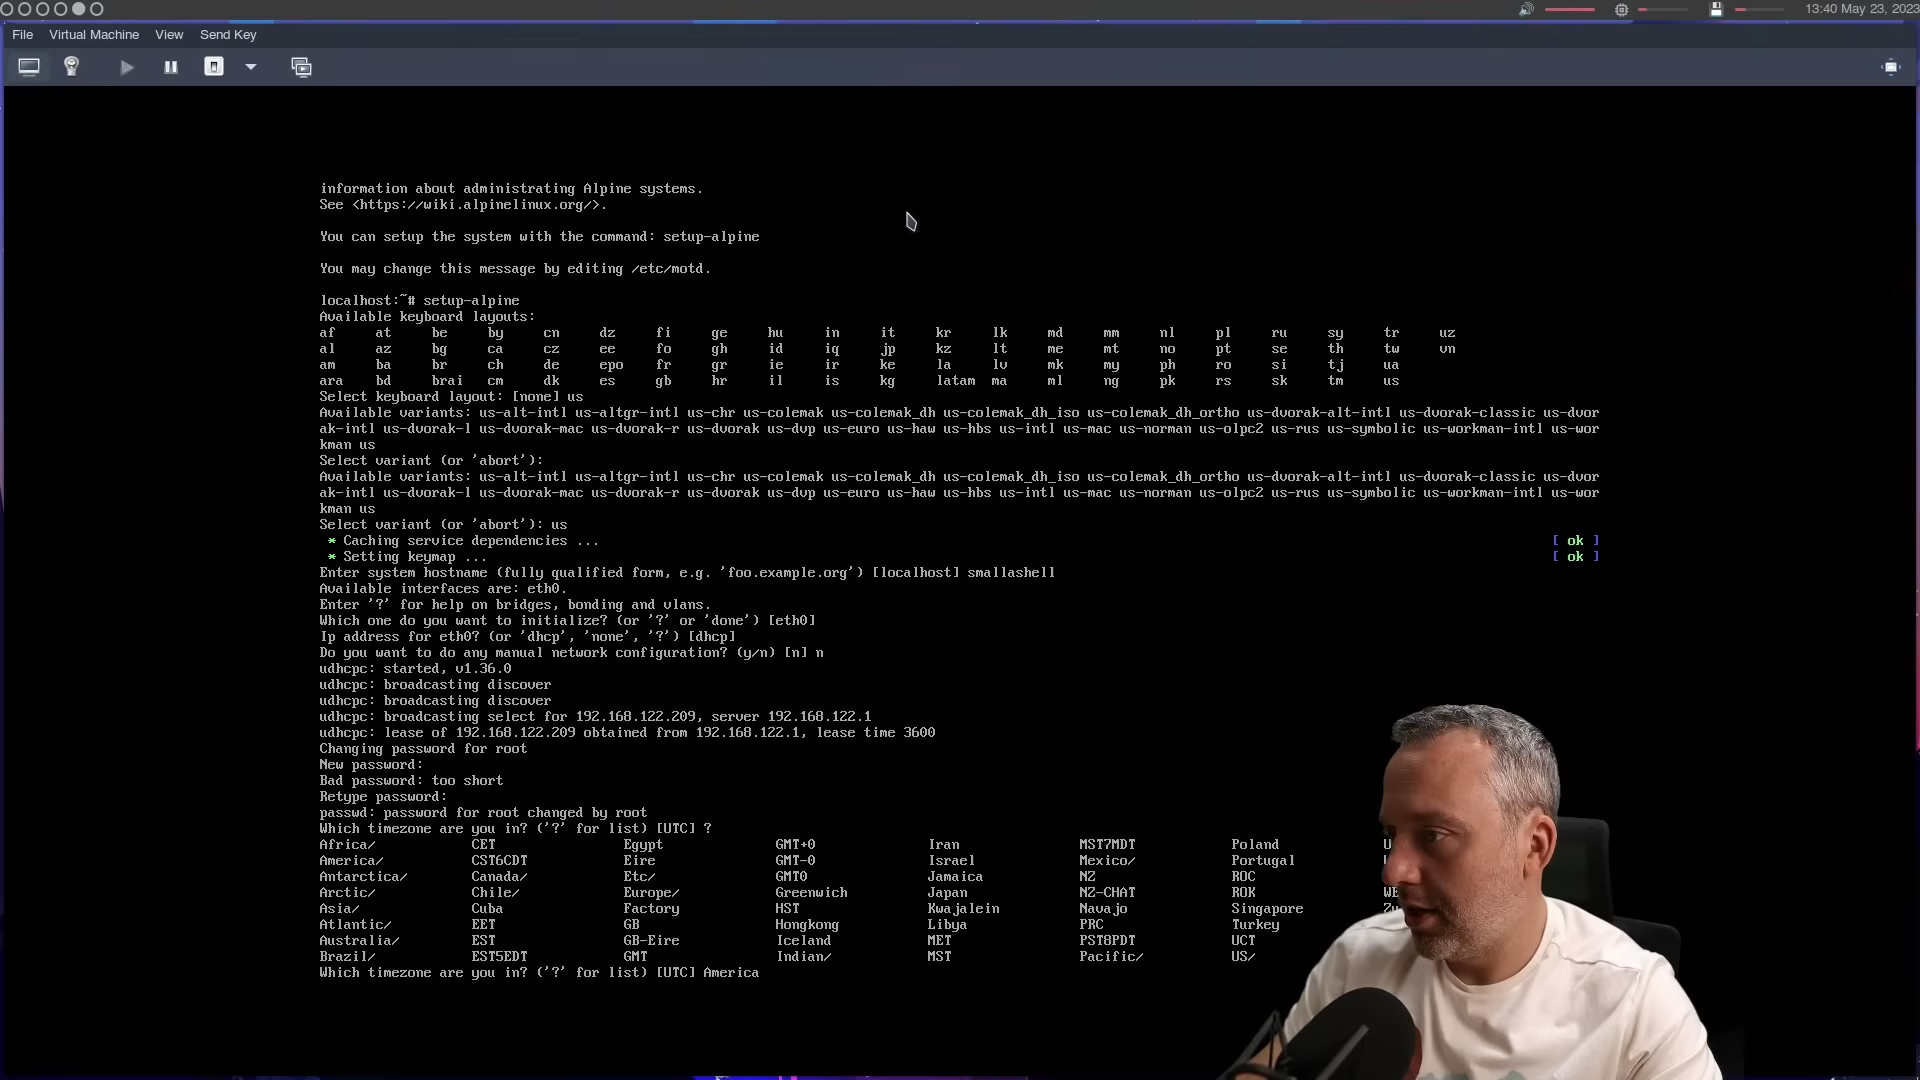 13:40 May 23, 2023
File Virtual Machine View Send Key
information about administrating Alpine systems.
See <https://wiki.alpinelinux.org/>.
You can setup the system with the command: setup-alpine
You may change this message by editing /etc/motd.
localhost:~# setup-alpine
Available keyboard layouts:
af at be by cn dz fi ge hu in it kr lk md mm nl pl ru sy tr uz
al az bg ca cz ee fo gh id iq jp kz lt me mt no pt se th tw vn
am ba br ch de epo fr gr ie ir ke la lv mk my ph ro si tj ua
ara bd brai cm dk es gb hr il is kg latam ma ml ng pk rs sk tm us
Select keyboard layout: [none] us
Available variants: us-alt-intl us-altgr-intl us-chr us-colemak us-colemak_dh us-colemak_dh_iso us-colemak_dh_ortho us-dvorak-alt-intl us-dvorak-classic us-dvor
ak-intl us-dvorak-l us-dvorak-mac us-dvorak-r us-dvorak us-dvp us-euro us-haw us-hbs us-intl us-mac us-norman us-olpc2 us-rus us-symbolic us-workman-intl us-wor
kman us
Select variant (or 'abort'):
Available variants: us-alt-intl us-altgr-intl us-chr us-colemak us-colemak_dh us-colemak_dh_iso us-colemak_dh_ortho us-dvorak-alt-intl us-dvorak-classic us-dvor
ak-intl us-dvorak-l us-dvorak-mac us-dvorak-r us-dvorak us-dvp us-euro us-haw us-hbs us-intl us-mac us-norman us-olpc2 us-rus us-symbolic us-workman-intl us-wor
kman us
Select variant (or 'abort'): us
* Caching service dependencies ... [ ok ]
* Setting keymap ... [ ok ]
Enter system hostname (fully qualified form, e.g. 'foo.example.org') [localhost] smallashell
Available interfaces are: eth0.
Enter '?' for help on bridges, bonding and vlans.
Which one do you want to initialize? (or '?' or 'done') [eth0]
Ip address for eth0? (or 'dhcp', 'none', '?') [dhcp]
Do you want to do any manual network configuration? (y/n) [n] n
udhcpc: started, v1.36.0
udhcpc: broadcasting discover
udhcpc: broadcasting discover
udhcpc: broadcasting select for 192.168.122.209, server 192.168.122.1
udhcpc: lease of 192.168.122.209 obtained from 192.168.122.1, lease time 3600
Changing password for root
New password:
Bad password: too short
Retype password:
passwd: password for root changed by root
Which timezone are you in? ('?' for list) [UTC] ?
Africa/ CET Egypt GMT+0 Iran MST7MDT Poland U
America/ CST6CDT Eire GMT-0 Israel Mexico/ Portugal
Antarctica/ Canada/ Etc/ GMT0 Jamaica NZ ROC
Arctic/ Chile/ Europe/ Greenwich Japan NZ-CHAT ROK WE
Asia/ Cuba Factory HST Kwajalein Navajo Singapore Zu
Atlantic/ EET GB Hongkong Libya PRC Turkey
Australia/ EST GB-Eire Iceland MET PST8PDT UCT
Brazil/ EST5EDT GMT Indian/ MST Pacific/ US/
Which timezone are you in? ('?' for list) [UTC] America